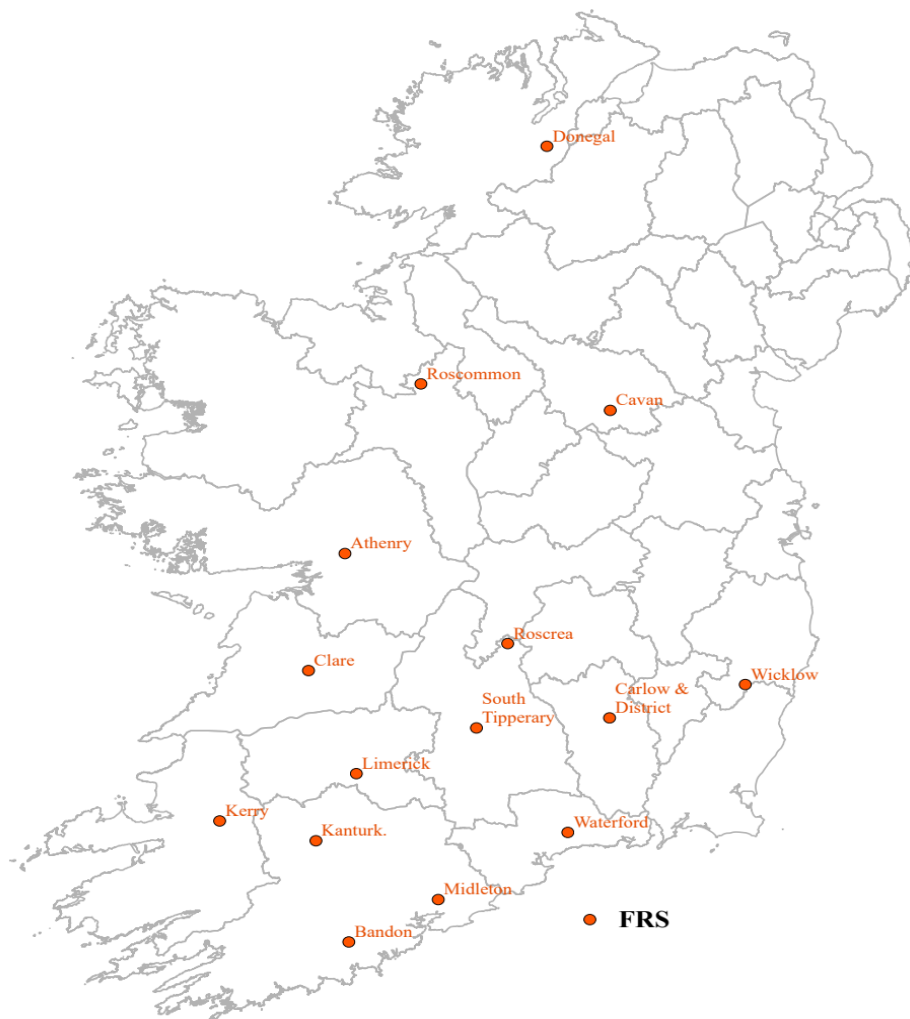 Donegal
Roscommon
Cavan
Athenry
Roscrea
Clare
Wicklow
South
Tipperary
Carlow &
District
Limerick
Kerry
Kanturk.
Waterford
Midleton
Bandon
FRS